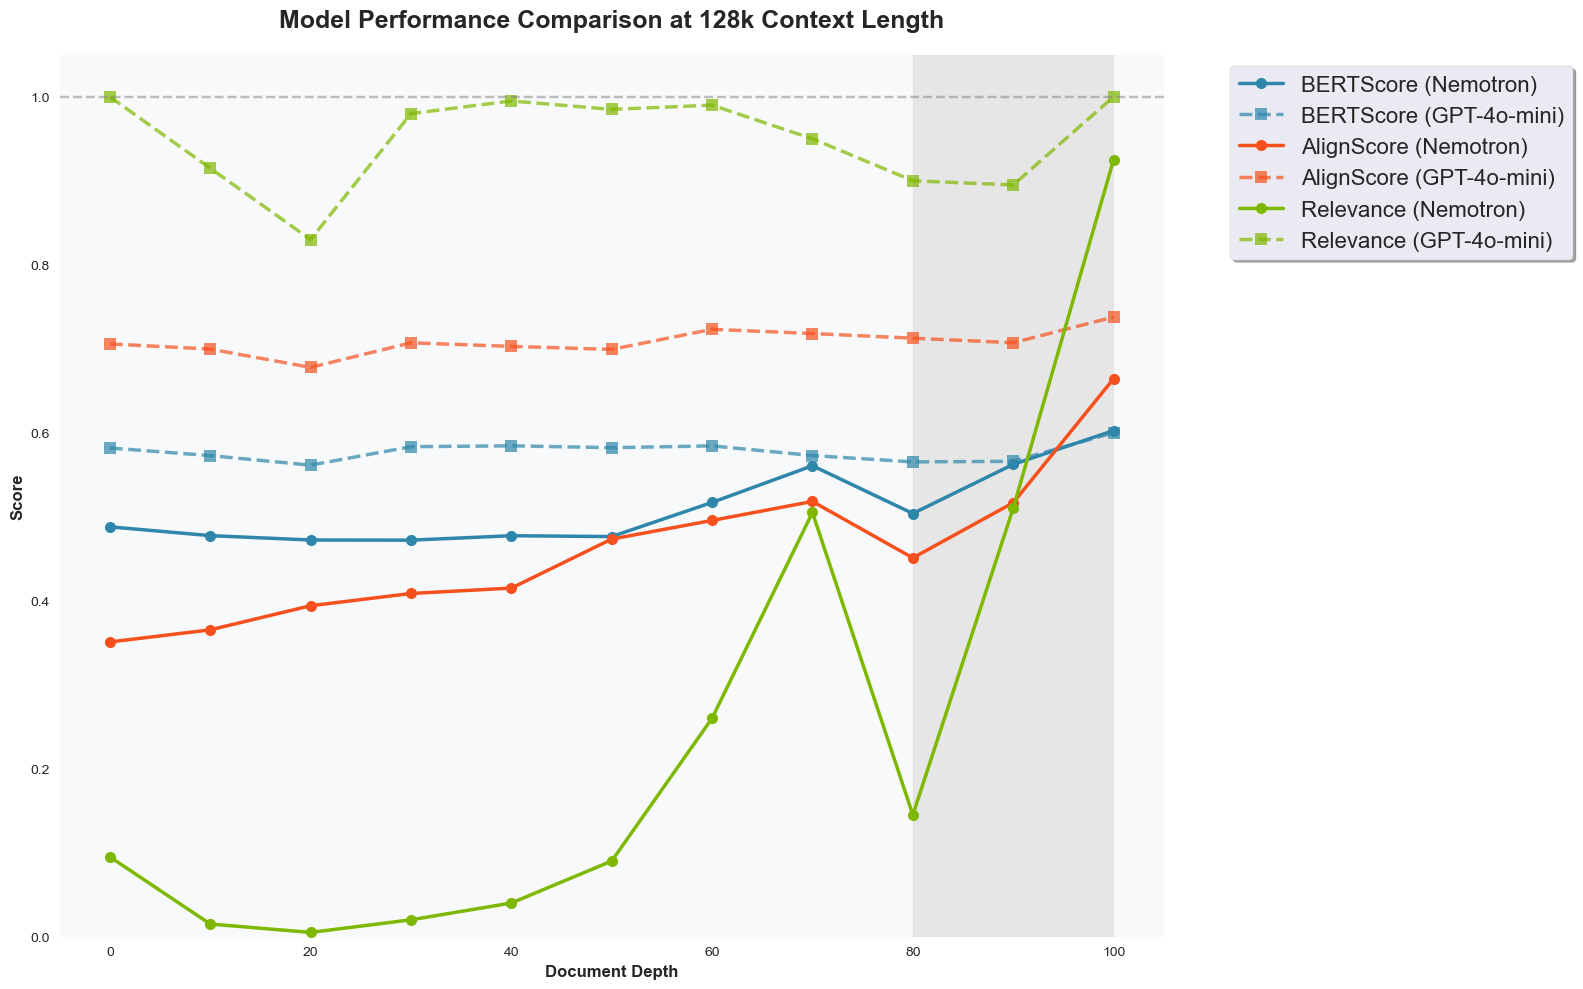 Model Performance Comparison at 128k Context Length
BERTScore (Nemotron)
BERTScore (GPT-4o-mini)
AlignScore (Nemotron)
AlignScore (GPT-4o-mini)
Relevance (Nemotron)
Relevance (GPT-4o-mini)
Score
1.0
0.8
0.6
0.4
0.2
0.0
0 20 40 60 80 100
Document Depth